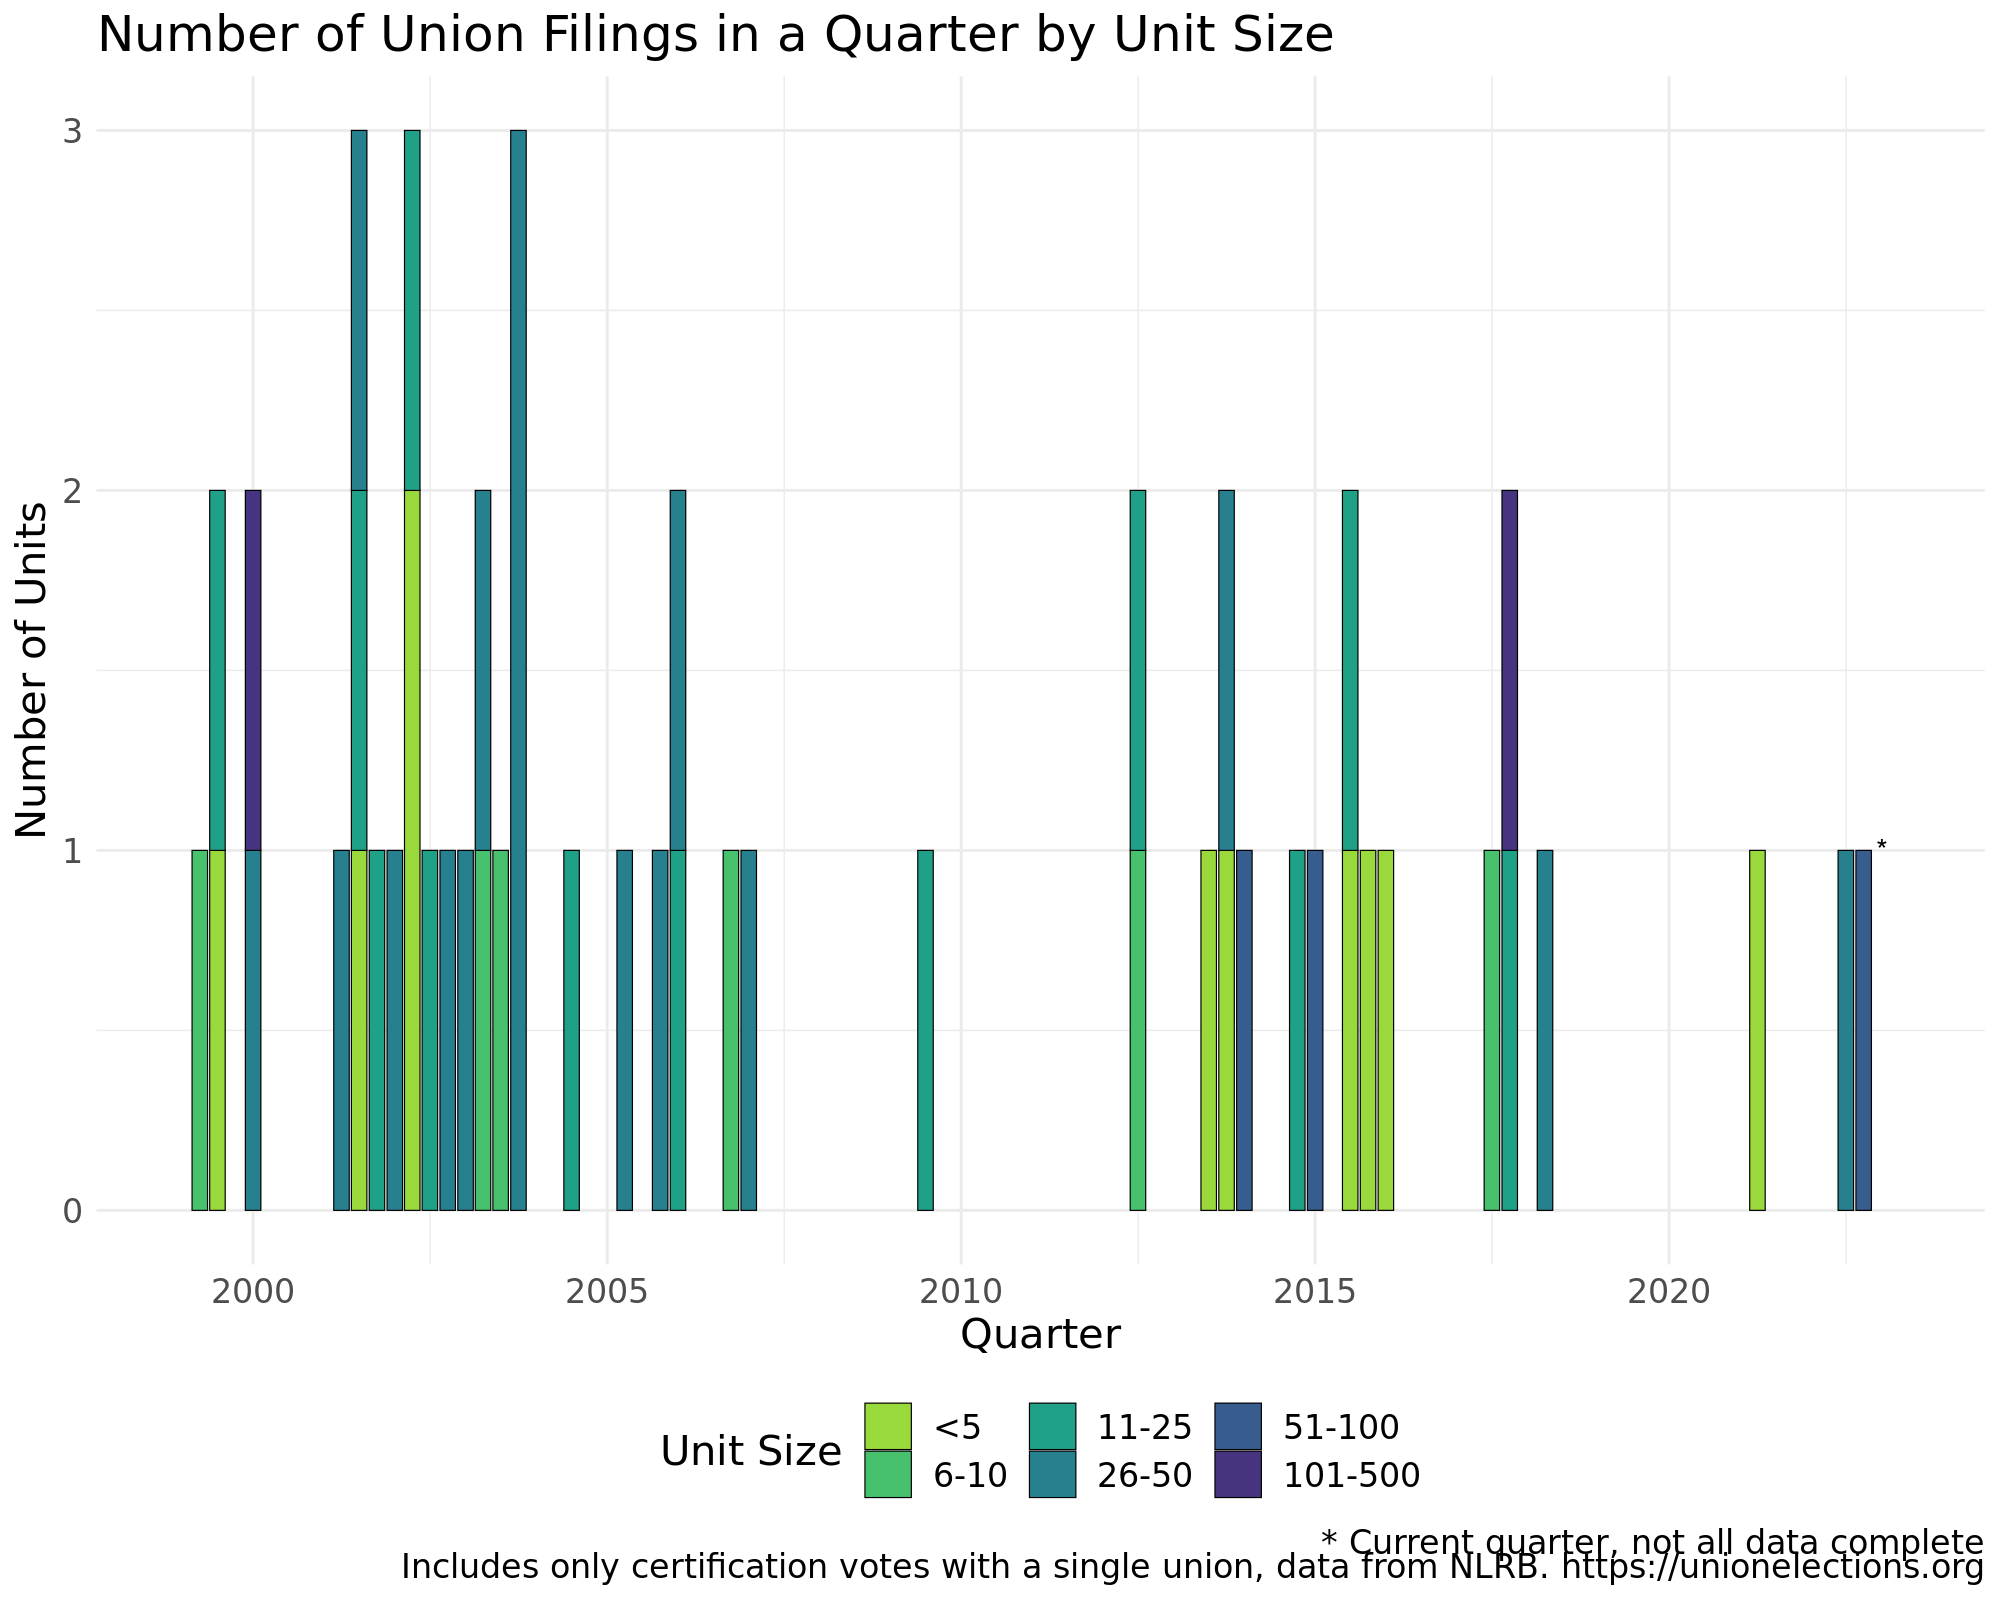 Number of Union Filings in a Quarter by Unit Size
Number of Units
3
2
1
0
*
2000 2005 2010 2015 2020
Quarter
Unit Size
<5 11-25 51-100
6-10 26-50 101-500
* Current quarter, not all data complete
Includes only certification votes with a single union, data from NLRB. https://unionelections.org